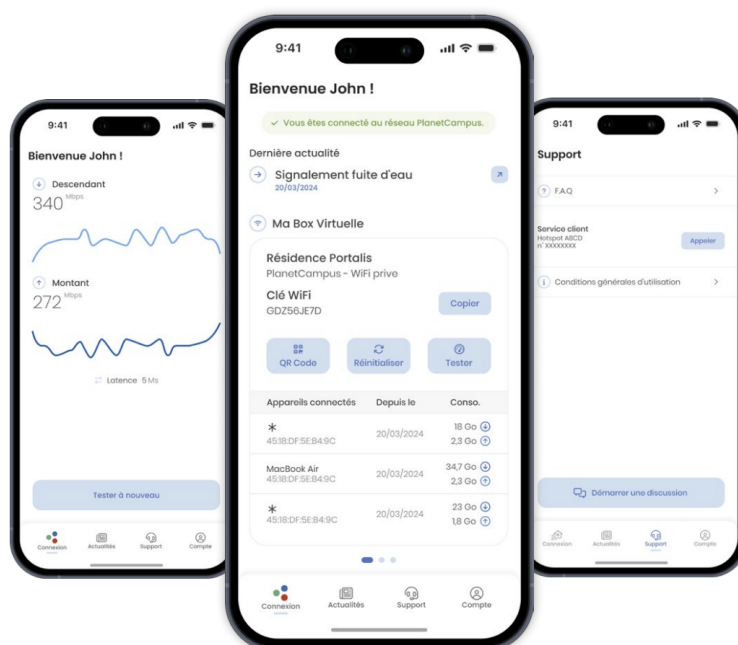 9:41
Bienvenue John !
Descendant
340 Mbps
Montant
272 Mbps
Latence 5 Ms
Tester à nouveau
Connexion
Actualités
Support
Compte
9:41
Bienvenue John !
Vous êtes connecté au réseau PlanetCampus.
Dernière actualité
Signalement fuite d'eau
20/03/2024
Ma Box Virtuelle
Résidence Portalis
PlanetCampus - WiFi prive
Clé WiFi
GDZ56JE7D
Copier
QR Code
Réinitialiser
Tester
Appareils connectés Depuis le Conso.
*
45:18:DF:5E:B4:9C
20/03/2024
18 Go
2,3 Go
MacBook Air
45:18:DF:5E:B4:9C
20/03/2024
34,7 Go
2,3 Go
*
45:18:DF:5E:B4:9C
20/03/2024
23 Go
1,8 Go
Connexion
Actualités
Support
Compte
9:41
Support
F.A.Q
Service client
Hotspot ABCD
n° XXXXXXXX
Appeler
Conditions générales d'utilisation
Démarrer une discussion
Connexion
Actualités
Support
Compte